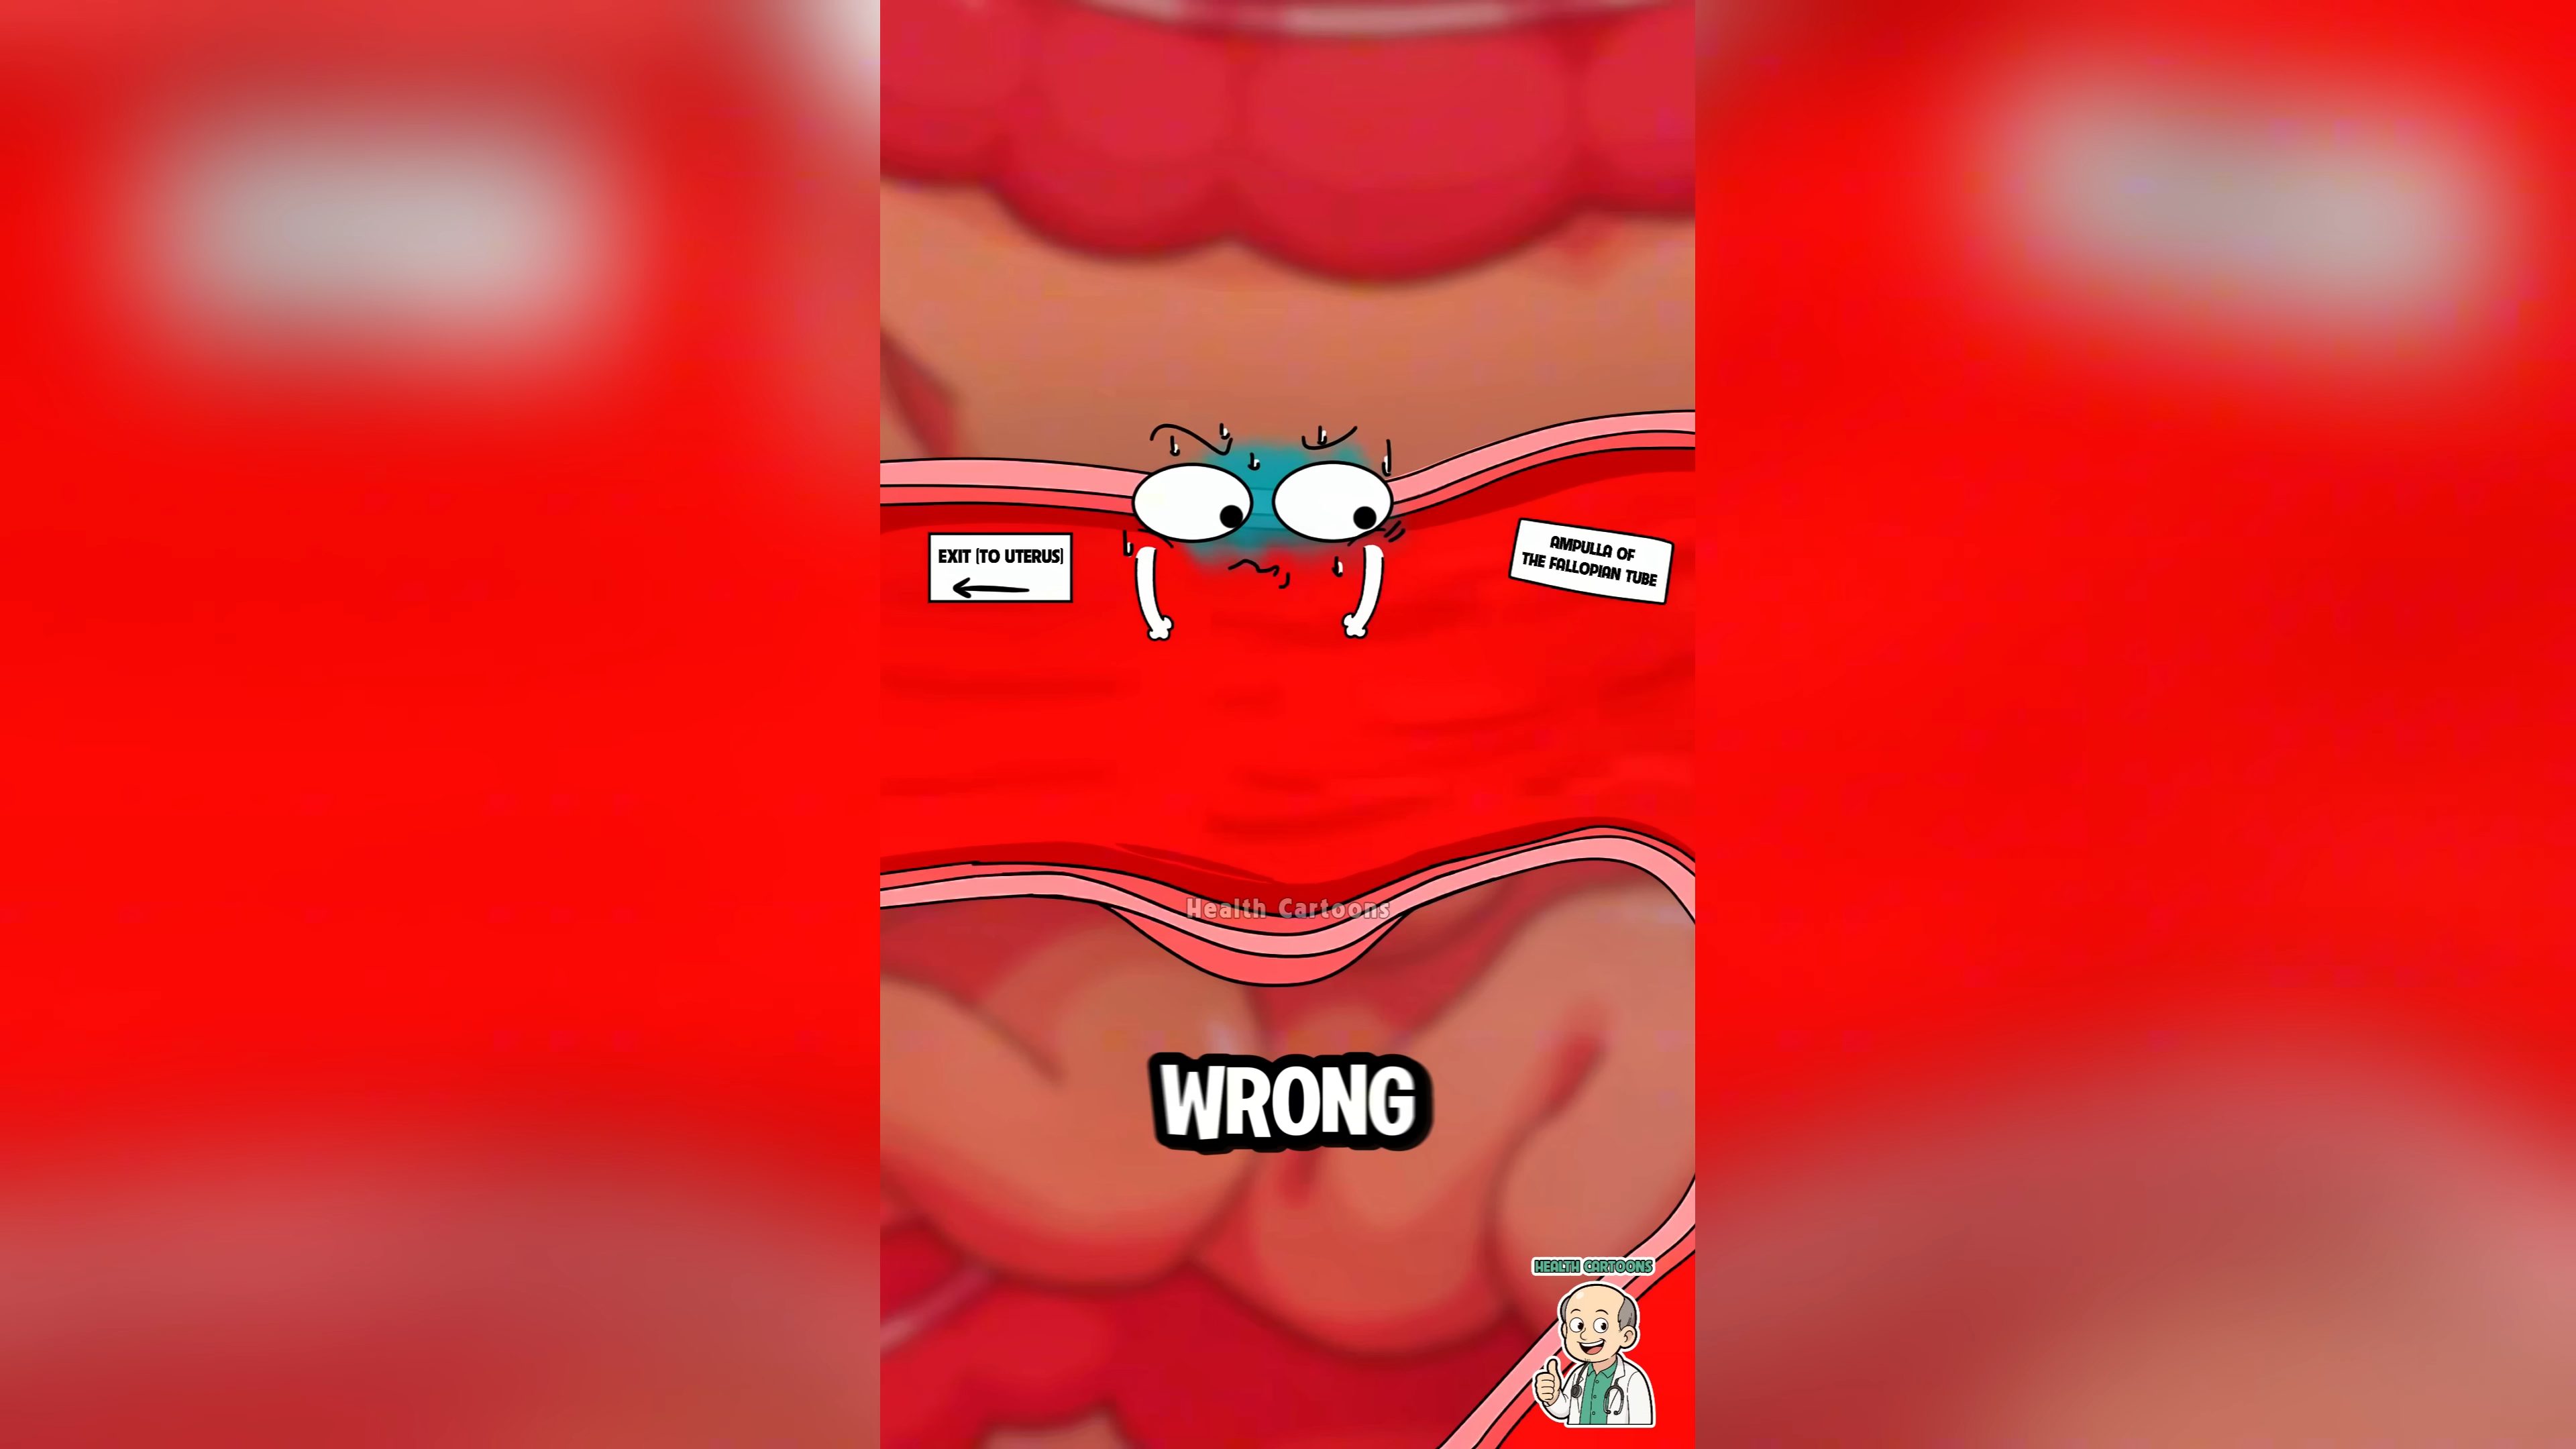 EXIT (TO UTERUS)
AMPULLA OF
THE FALLOPIAN TUBE
Health Cartoons
WRONG
HEALTH CARTOONS